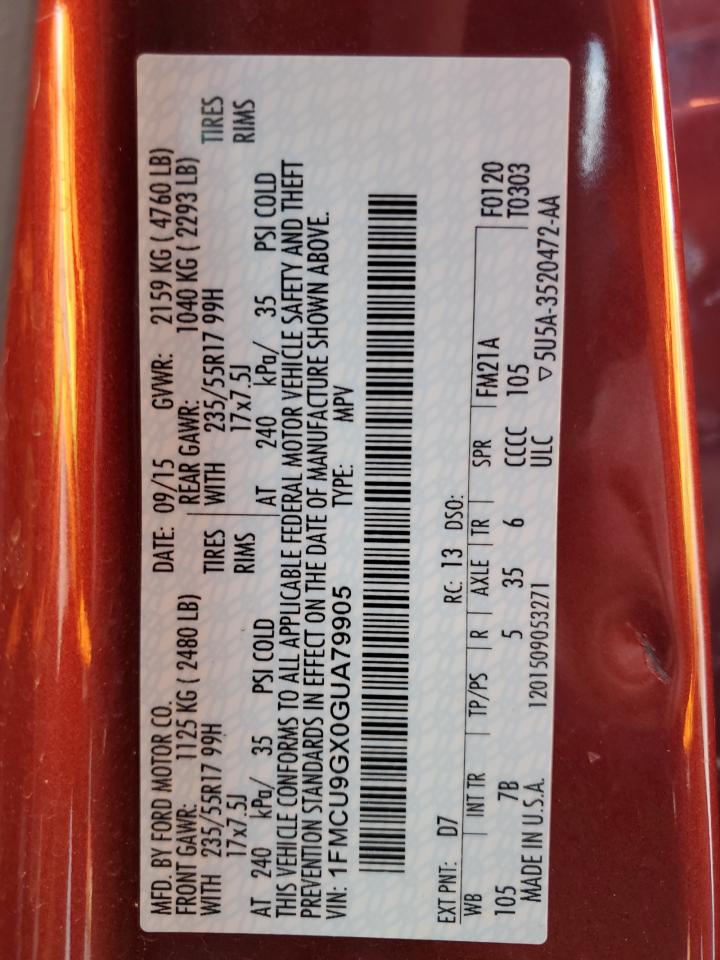 MFD. BY FORD MOTOR CO. DATE: 09/15 GVWR: 2159 KG ( 4760 LB)
FRONT GAWR: 1125 KG ( 2480 LB) REAR GAWR: 1040 KG ( 2293 LB)
WITH 235/55R17 99H TIRES WITH 235/55R17 99H TIRES
17x7.5J RIMS 17x7.5J RIMS
AT 240 kPa/ 35 PSI COLD AT 240 kPa/ 35 PSI COLD
THIS VEHICLE CONFORMS TO ALL APPLICABLE FEDERAL MOTOR VEHICLE SAFETY AND THEFT
PREVENTION STANDARDS IN EFFECT ON THE DATE OF MANUFACTURE SHOWN ABOVE.
VIN: 1FMCU9GX0GUA79905 TYPE: MPV
EXT PNT: D7 RC: 13 DSO:
WB INT TR TP/PS R AXLE TR SPR FM21A F0120
105 7B 5 35 6 CCCC 105 T0303
MADE IN U.S.A. 1201509053271 ULC ▽5U5A-3520472-AA